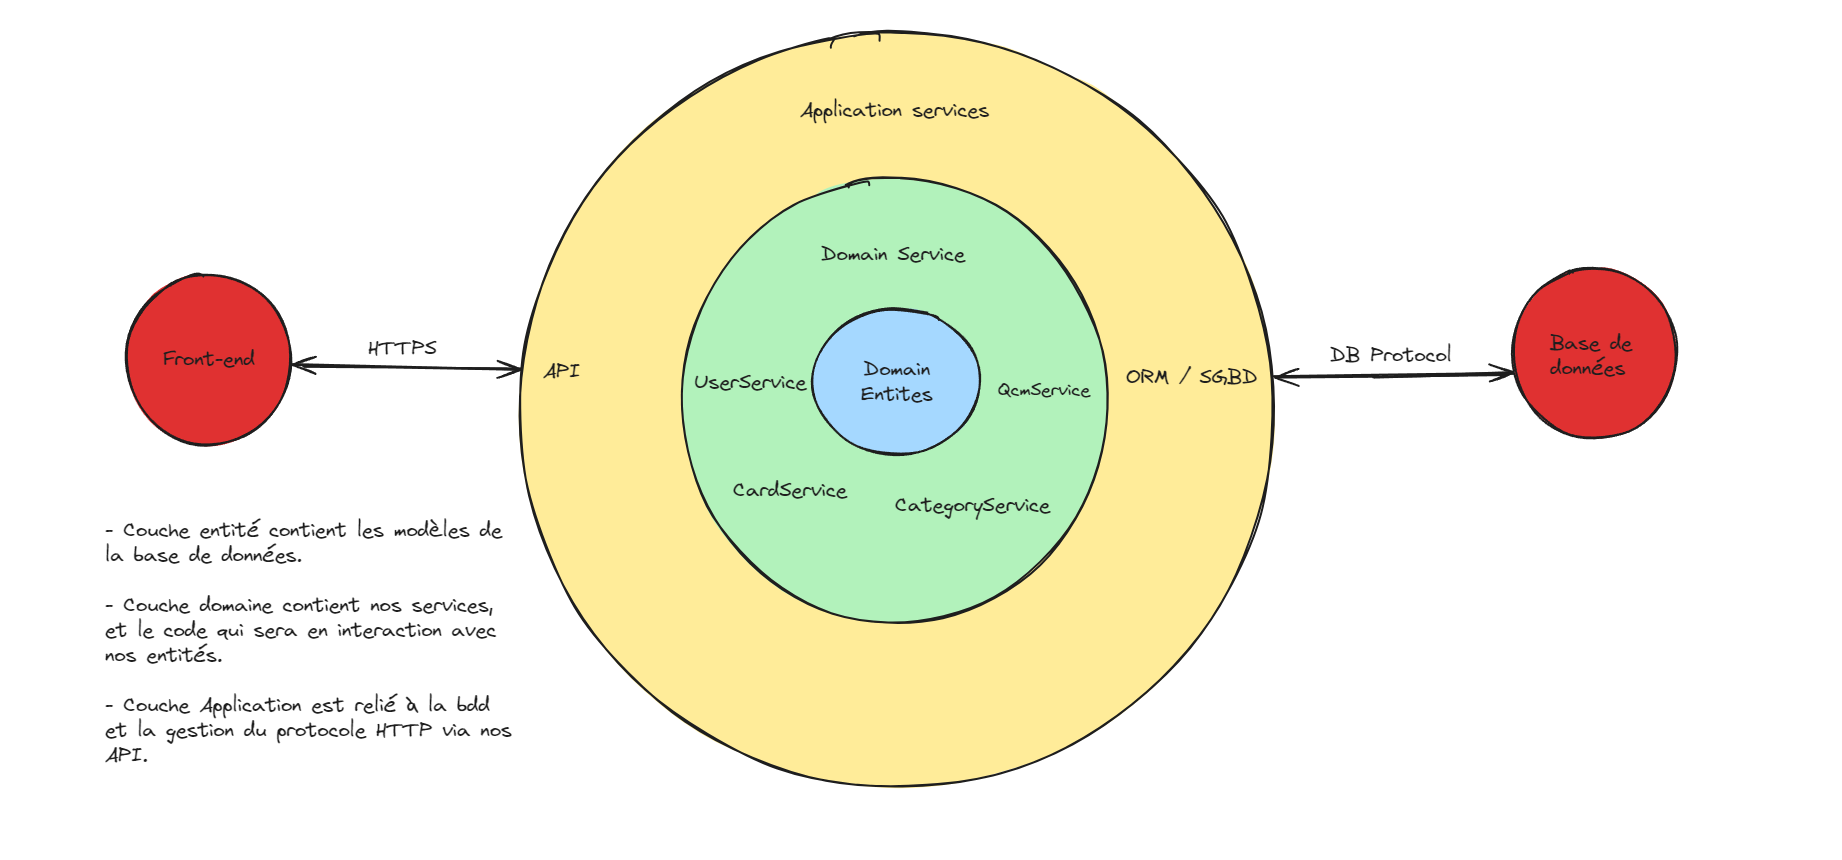 Application services
Domain Service
HTTPS
DB Protocol
Base de
données
Front-end
API
Domain
Entites
UserService
QcmService
ORM / SGBD
CardService
CategoryService
- Couche entité contient les modèles de
la base de données.
- Couche domaine contient nos services,
et le code qui sera en interaction avec
nos entités.
- Couche Application est relié à la bdd
et la gestion du protocole HTTP via nos
API.